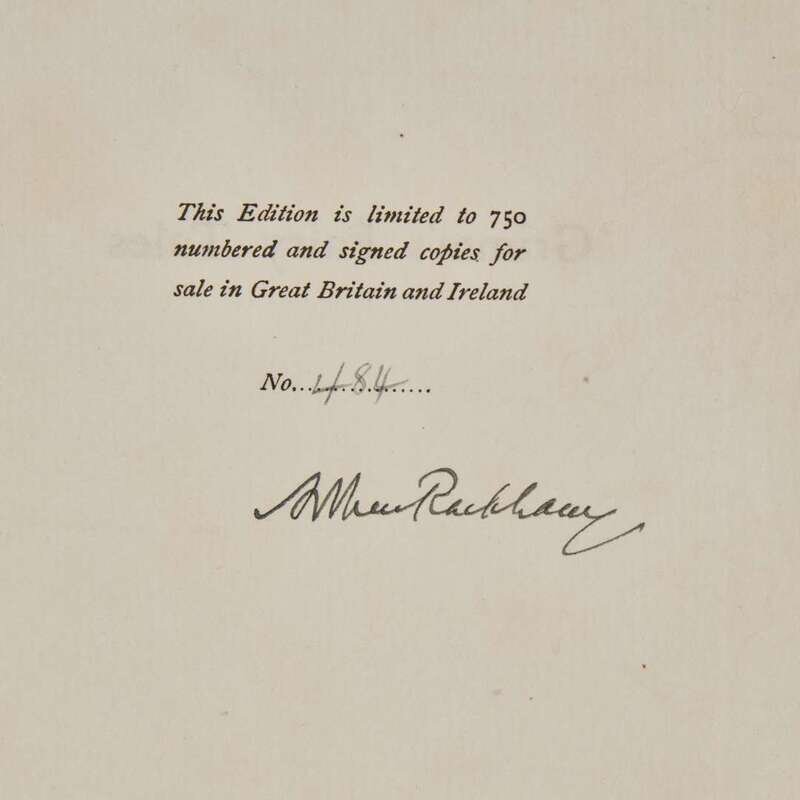 This Edition is limited to 750
numbered and signed copies for
sale in Great Britain and Ireland
No...484......
Arthur Rackham